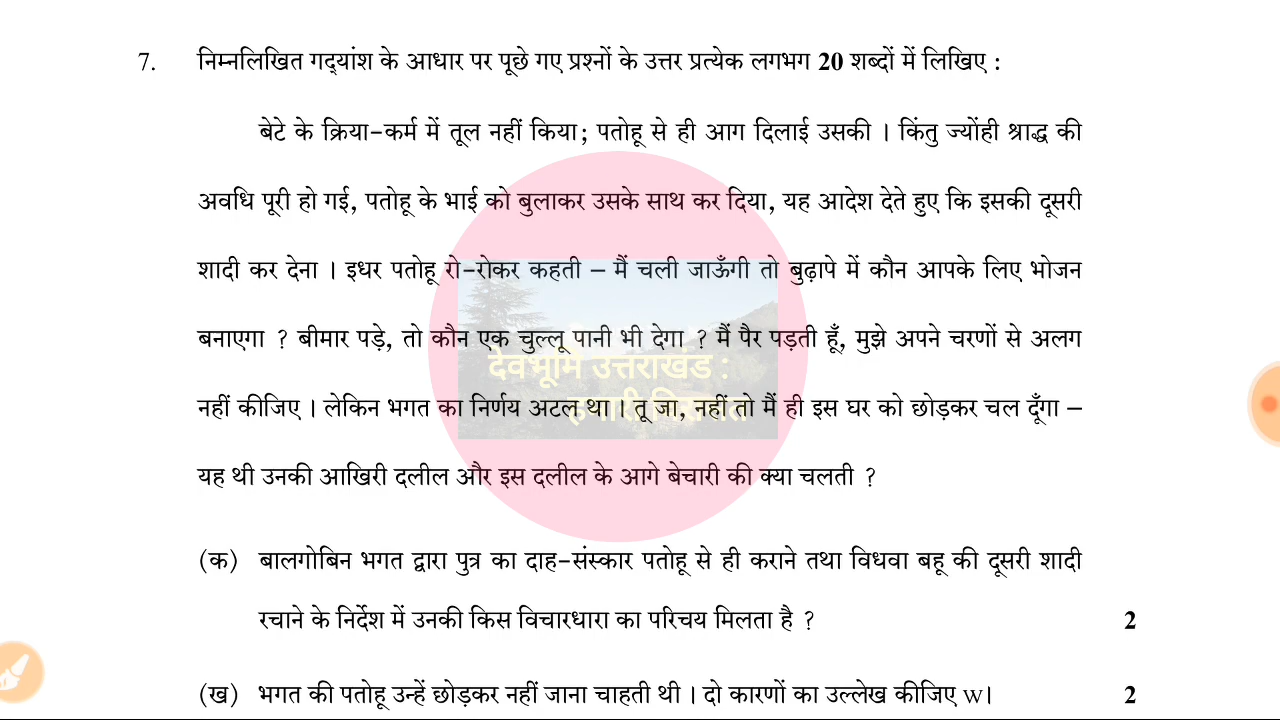 7. निम्नलिखित गद्यांश के आधार पर पूछे गए प्रश्नों के उत्तर प्रत्येक लगभग 20 शब्दों में लिखिए :
बेटे के क्रिया-कर्म में तूल नहीं किया; पतोहू से ही आग दिलाई उसकी । किंतु ज्योंही श्राद्ध की
अवधि पूरी हो गई, पतोहू के भाई को बुलाकर उसके साथ कर दिया, यह आदेश देते हुए कि इसकी दूसरी
शादी कर देना । इधर पतोहू रो-रोकर कहती – मैं चली जाऊँगी तो बुढ़ापे में कौन आपके लिए भोजन
बनाएगा ? बीमार पड़े, तो कौन एक चुल्लू पानी भी देगा ? मैं पैर पड़ती हूँ, मुझे अपने चरणों से अलग
देवभूमि उत्तराखंड :
नहीं कीजिए । लेकिन भगत का निर्णय अटल था । तू जा, नहीं तो मैं ही इस घर को छोड़कर चल दूँगा –
हमारी विरासत
यह थी उनकी आखिरी दलील और इस दलील के आगे बेचारी की क्या चलती ?
(क) बालगोबिन भगत द्वारा पुत्र का दाह-संस्कार पतोहू से ही कराने तथा विधवा बहू की दूसरी शादी
रचाने के निर्देश में उनकी किस विचारधारा का परिचय मिलता है ? 2
(ख) भगत की पतोहू उन्हें छोड़कर नहीं जाना चाहती थी । दो कारणों का उल्लेख कीजिए w। 2